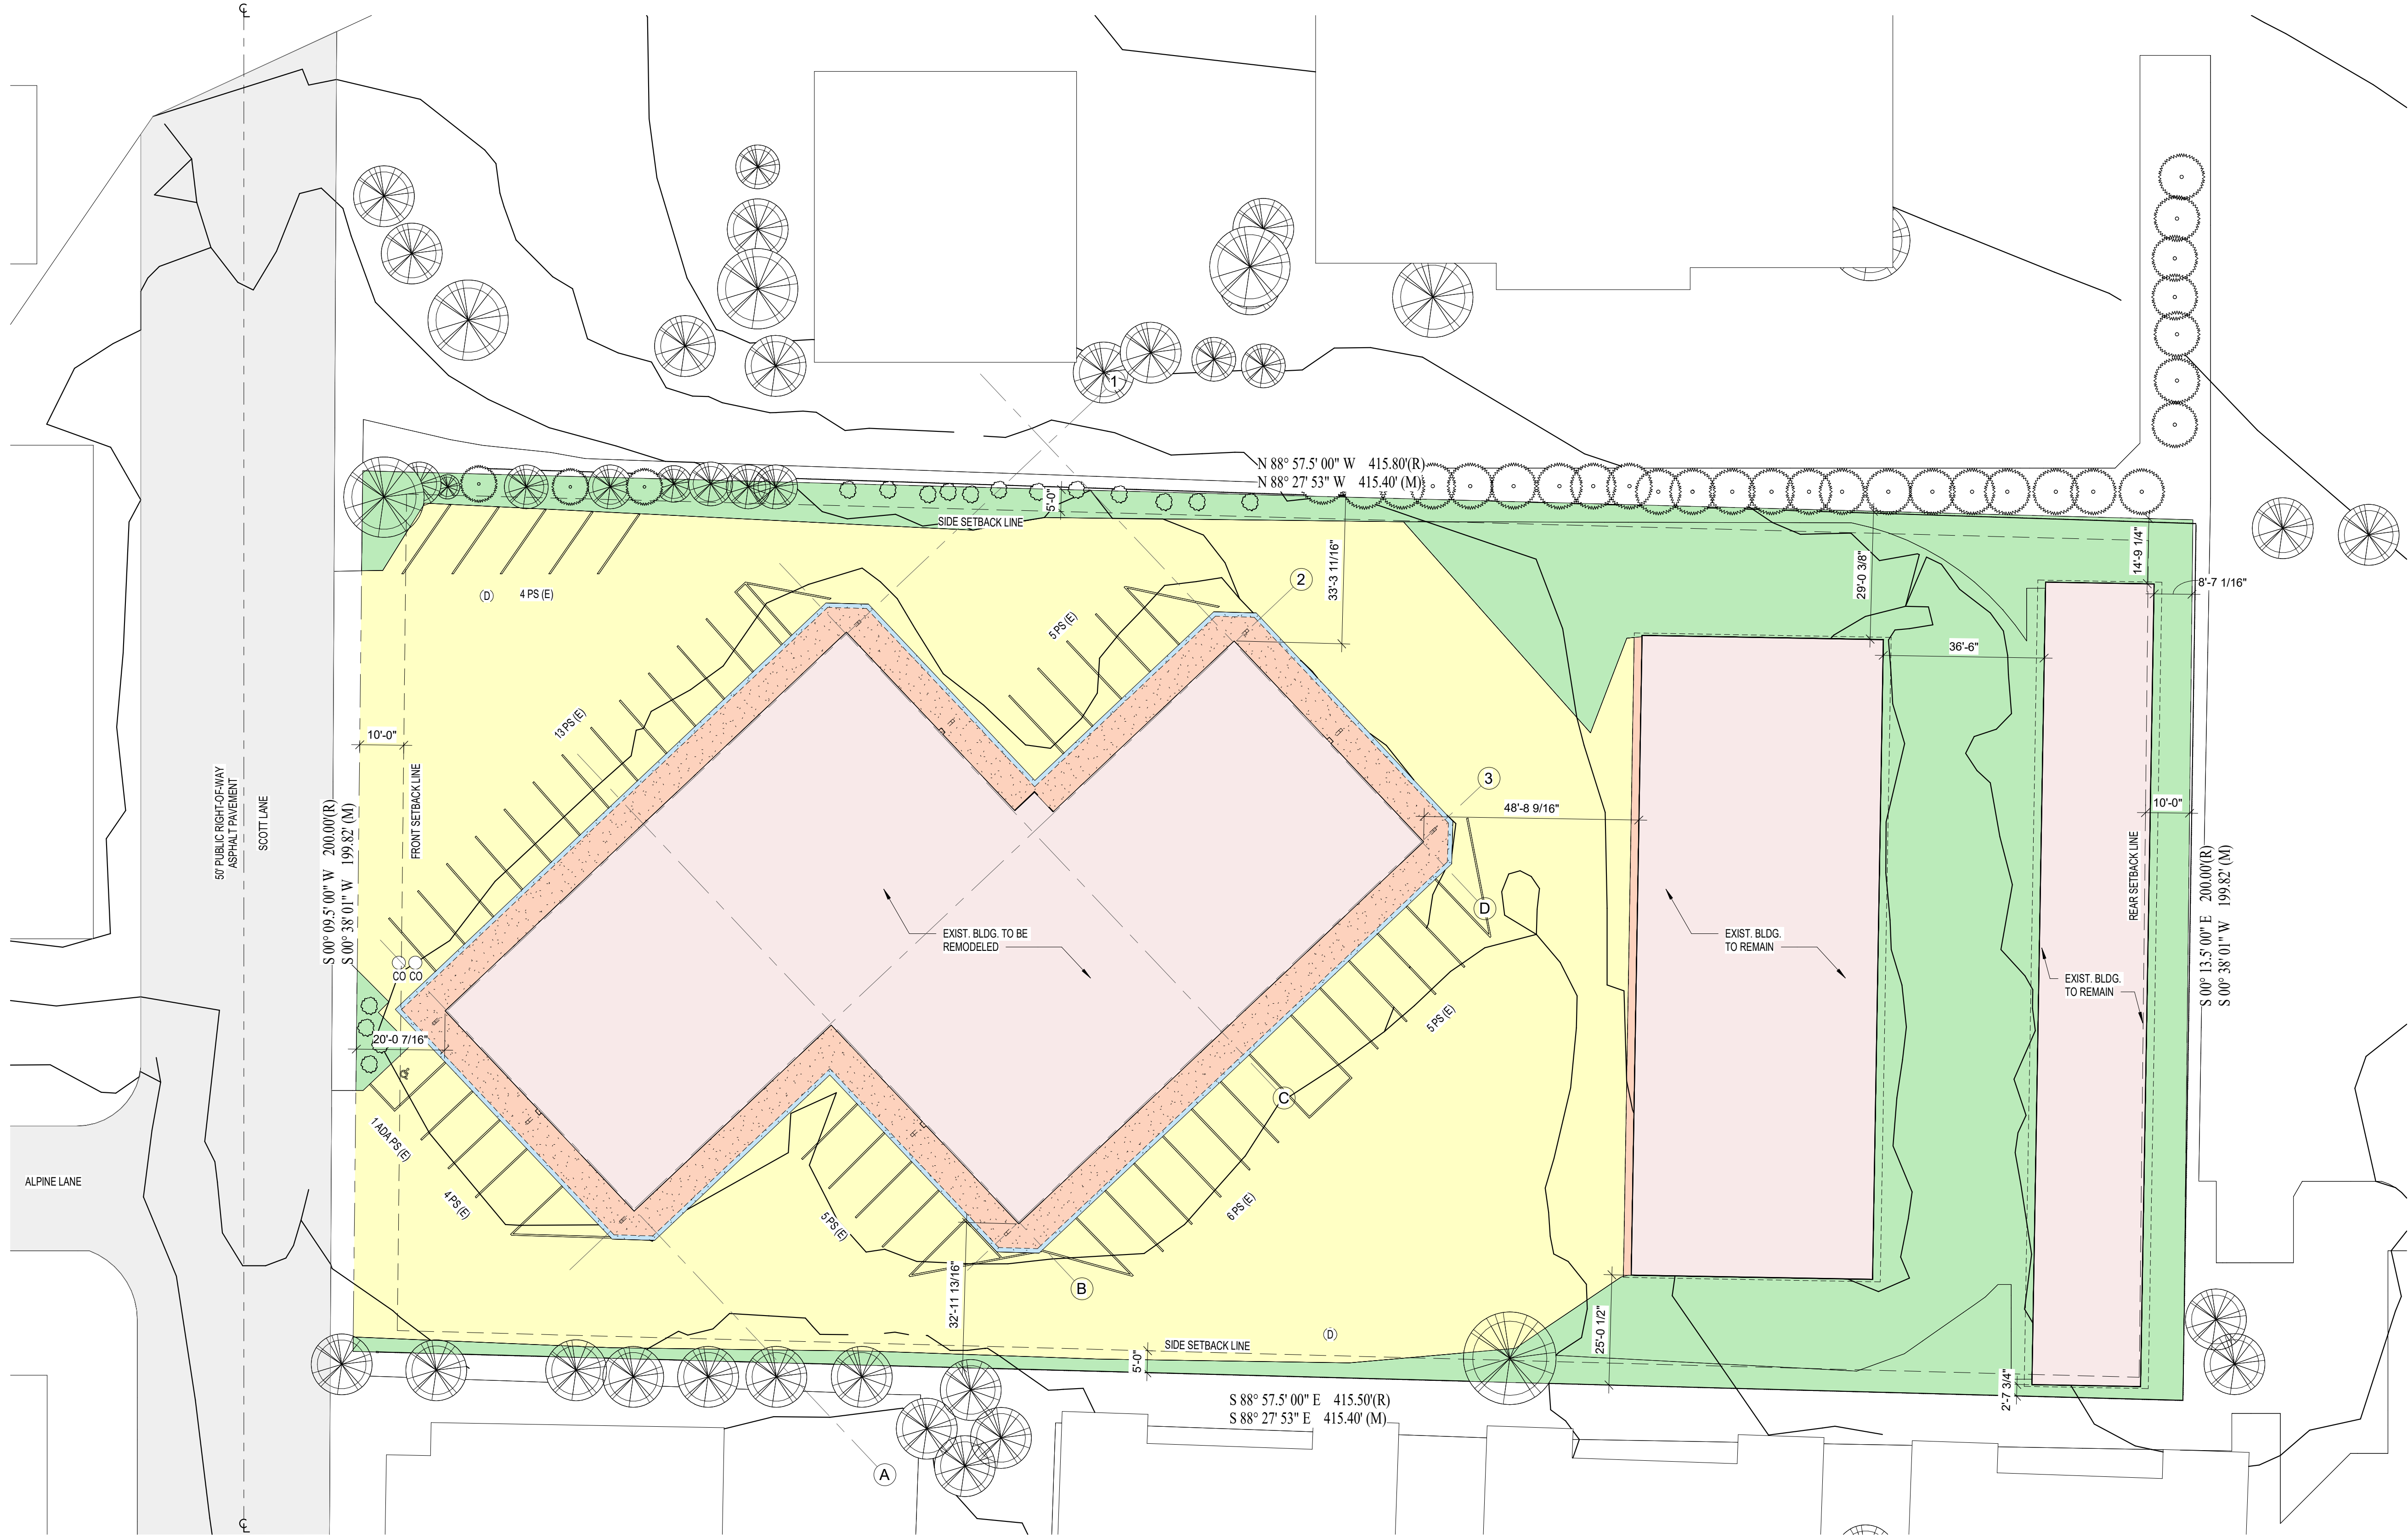 ℄
1
N 88° 57.5' 00" W 415.80'(R)
N 88° 27' 53" W 415.40' (M)
5'-0"
SIDE SETBACK LINE
33'-3 11/16"
29'-0 3/8"
14'-9 1/4"
8'-7 1/16"
2
D
4 PS (E)
5 PS (E)
36'-6"
13 PS (E)
10'-0"
FRONT SETBACK LINE
3
48'-8 9/16"
10'-0"
50' PUBLIC RIGHT-OF-WAY
ASPHALT PAVEMENT
SCOTT LANE
S 00° 09.5' 00" W 200.00'(R)
S 00° 38' 01" W 199.82' (M)
REAR SETBACK LINE
S 00° 13.5' 00" E 200.00'(R)
S 00° 38' 01" W 199.82' (M)
D
EXIST. BLDG. TO BE
REMODELED
EXIST. BLDG.
TO REMAIN
EXIST. BLDG.
TO REMAIN
CO CO
5 PS (E)
20'-0 7/16"
C
1 ADA PS (E)
ALPINE LANE
4 PS (E)
5 PS (E)
6 PS (E)
B
32'-11 13/16"
25'-0 1/2"
D
SIDE SETBACK LINE
5'-0"
2'-7 3/4"
S 88° 57.5' 00" E 415.50'(R)
S 88° 27' 53" E 415.40' (M)
A
℄